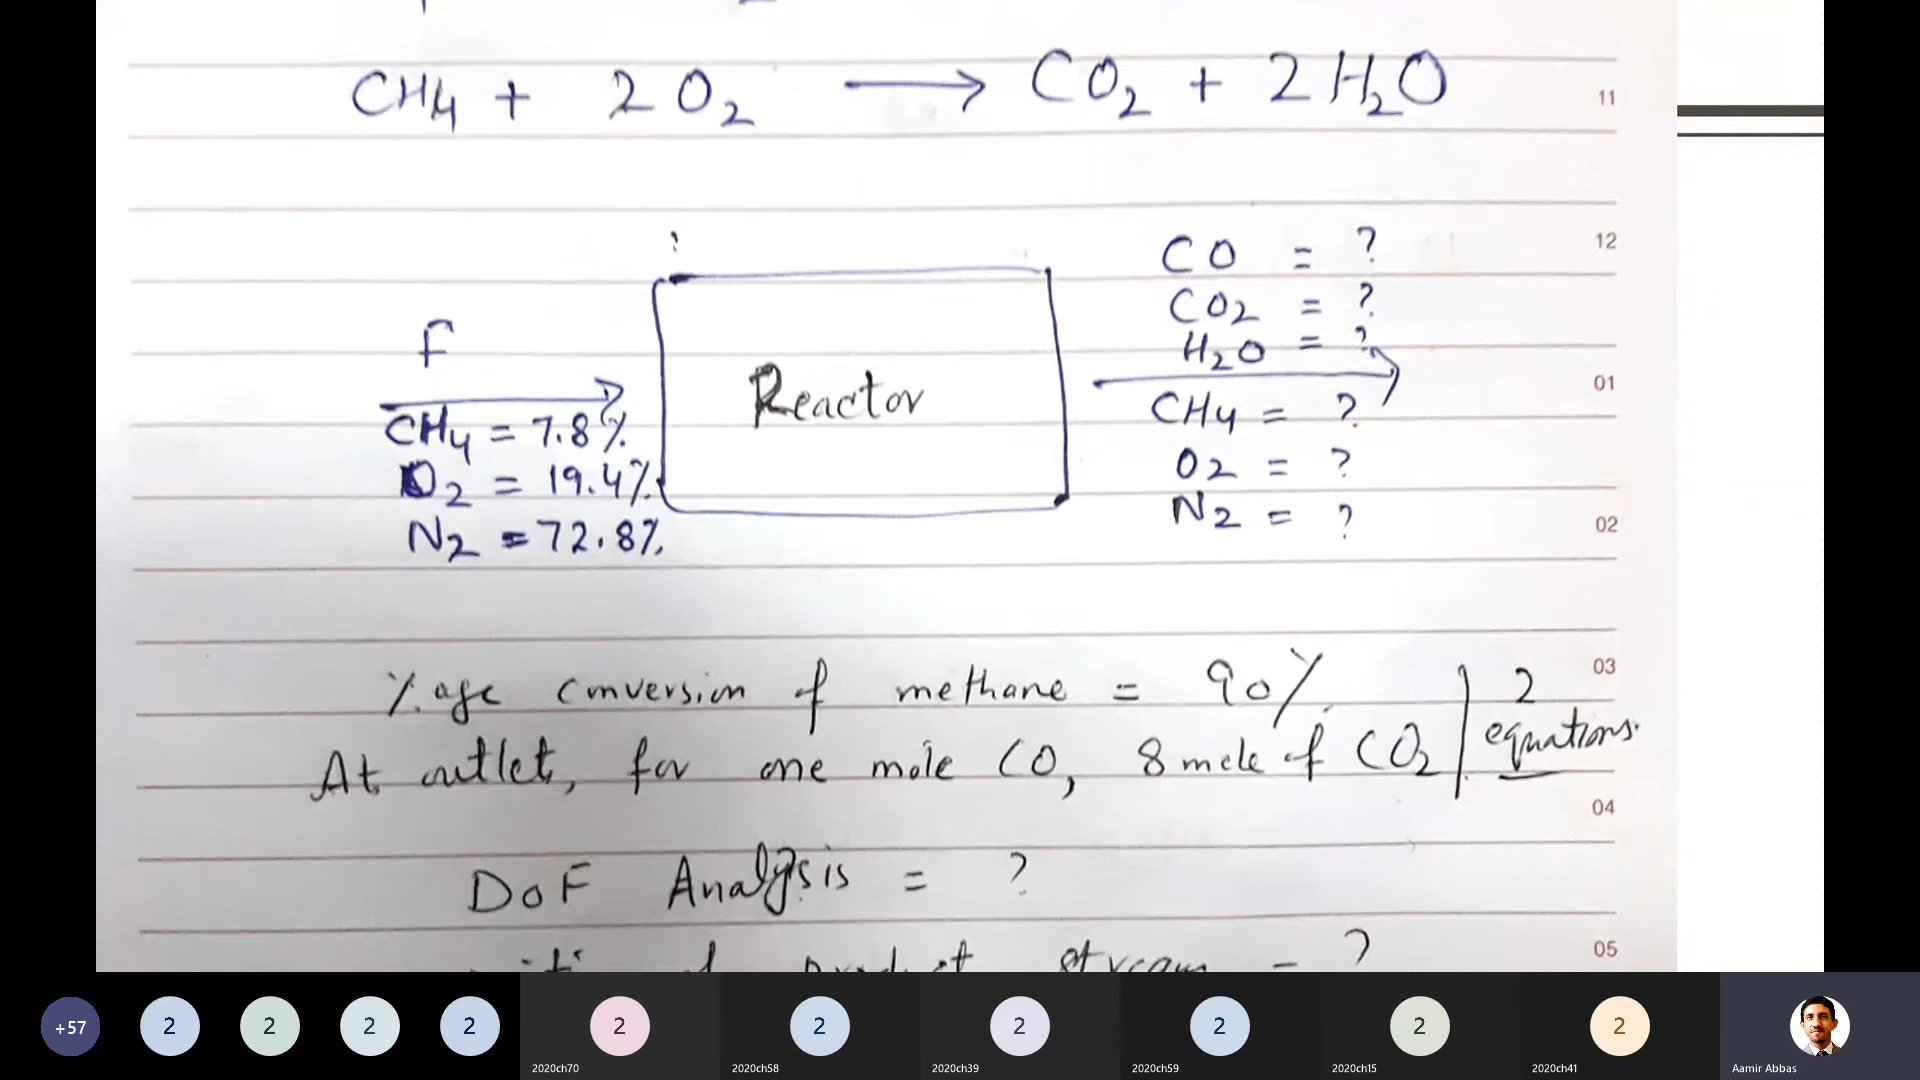 CH4 + 2O2 → CO2 + 2H2O
11
?
CO = ?
12
CO2 = ?
H2O = ?
F
Reactor
01
CH4 = 7.8%
CH4 = ?
O2 = 19.4%
O2 = ?
N2 = 72.8%
N2 = ?
02
%age conversion of methane = 90% | 2
03
At outlet, for one mole CO, 8 mole of CO2 | equations.
04
DoF Analysis = ?
product stream = ?
05
+57
2
2
2
2
2
2
2
2
2
2
2020ch70
2020ch58
2020ch39
2020ch59
2020ch15
2020ch41
Aamir Abbas